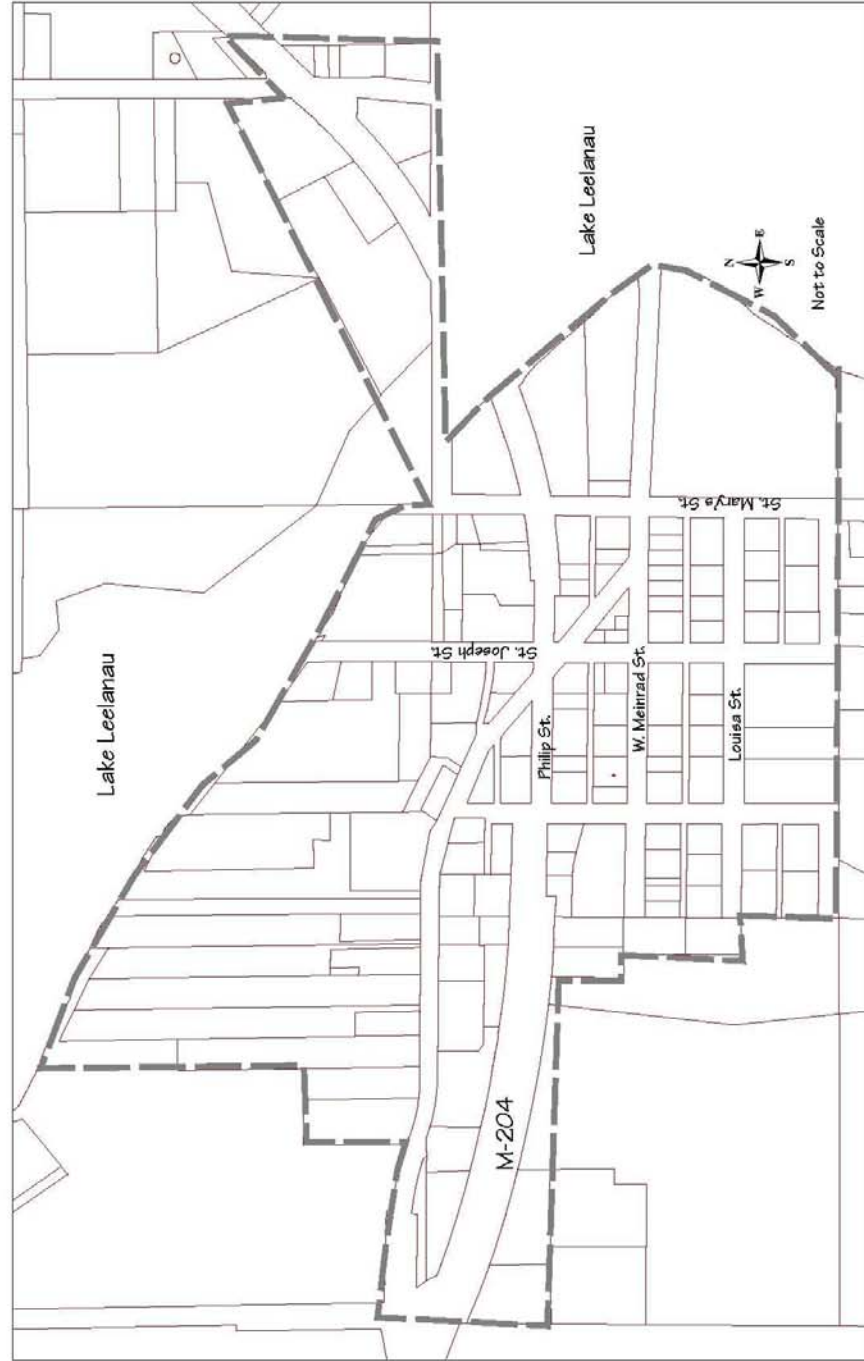 Lake Leelanau
Lake Leelanau
N
W
E
S
Not to Scale
St. Joseph St.
St. Mary's St.
Philip St.
W. Meinrad St.
Louisa St.
M-204